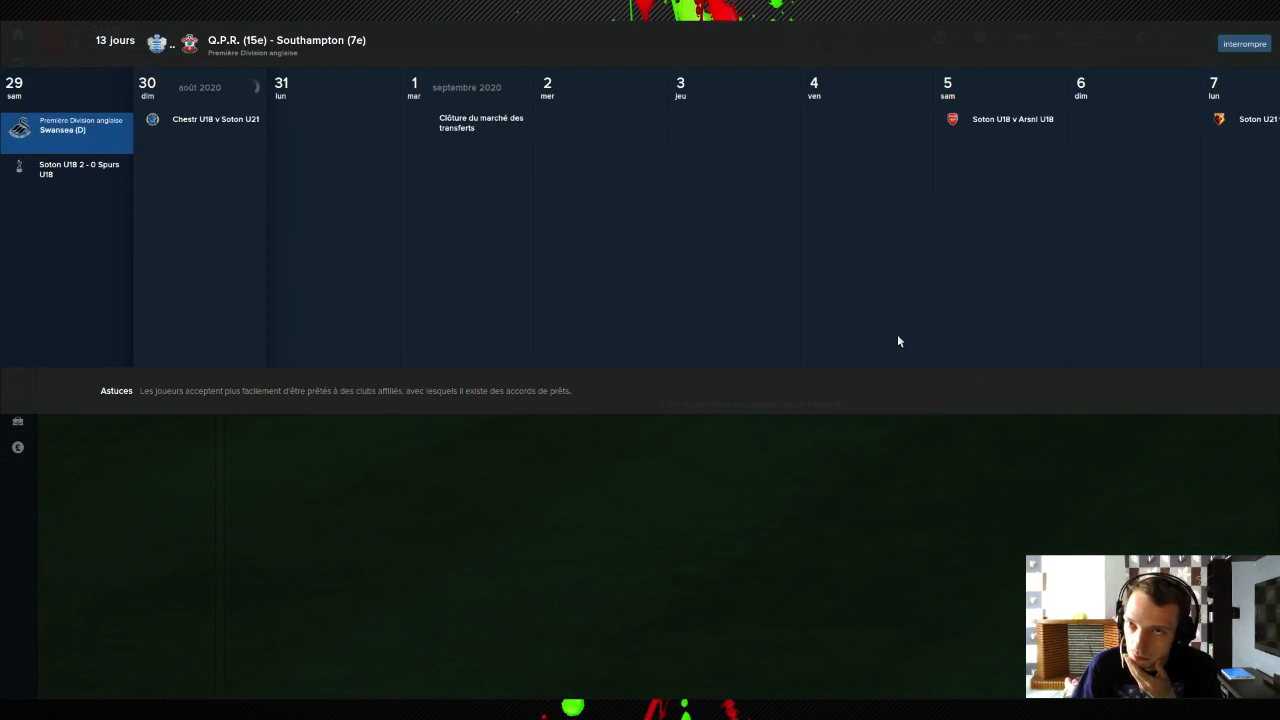 13 jours
Q.P.R. (15e) - Southampton (7e)
Première Division anglaise
interrompre
29
sam
30
dim
août 2020
31
lun
1
mar
septembre 2020
2
mer
3
jeu
4
ven
5
sam
6
dim
7
lun
Première Division anglaise
Swansea (D)
Soton U18 2 - 0 Spurs
U18
Chestr U18 v Soton U21
Clôture du marché des
transferts
Soton U18 v Arsnl U18
Soton U21
Astuces
Les joueurs acceptent plus facilement d'être prêtés à des clubs affiliés, avec lesquels il existe des accords de prêts.